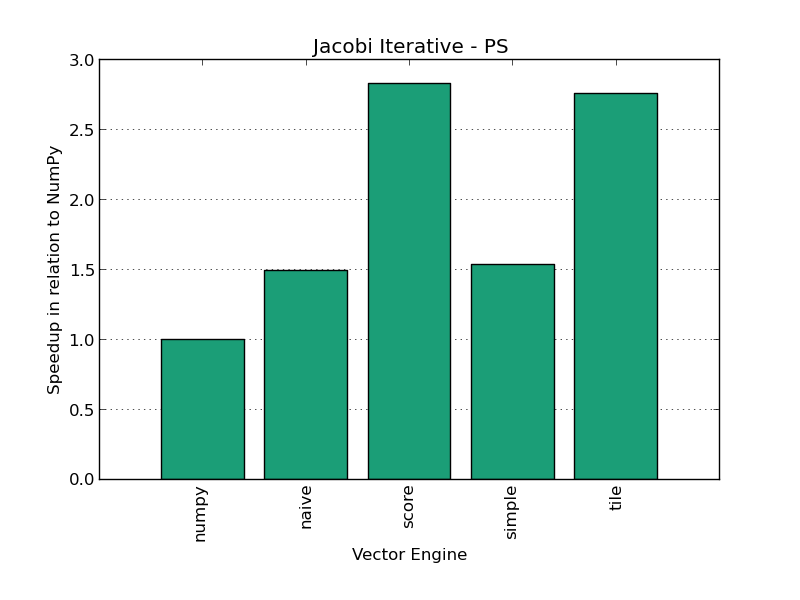 Jacobi Iterative - PS
3.0
2.5
2.0
1.5
1.0
0.5
0.0
Speedup in relation to NumPy
numpy
naive
score
simple
tile
Vector Engine